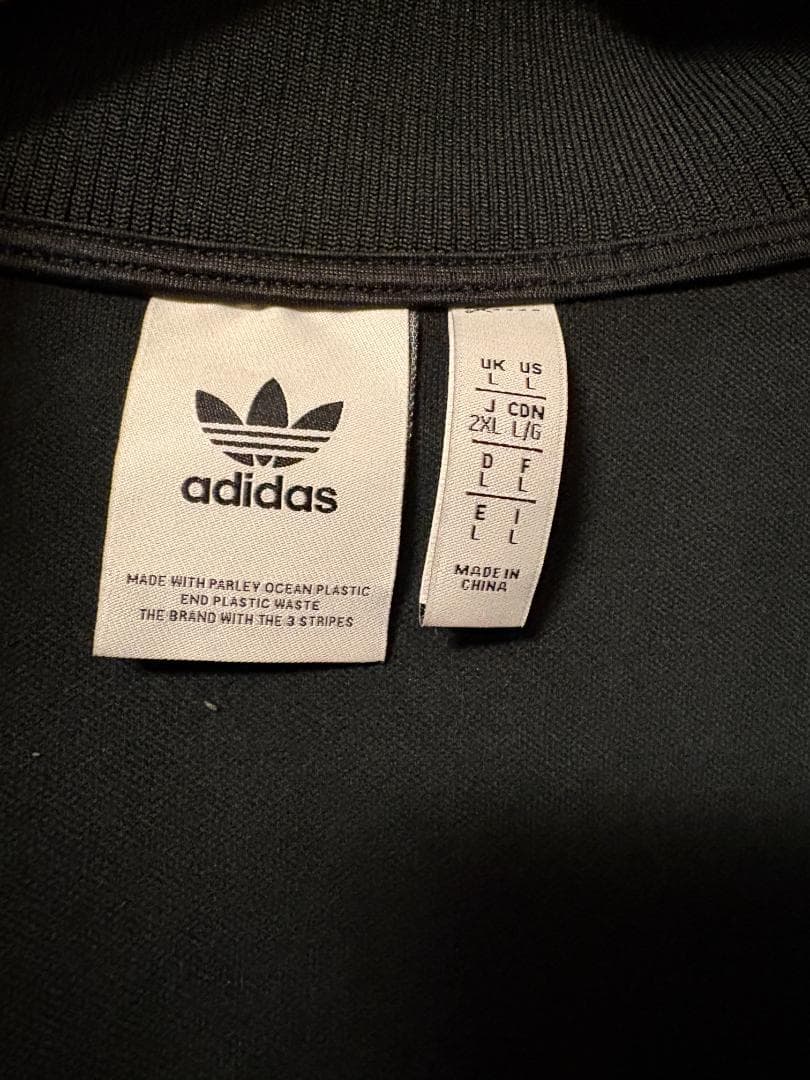 adidas
MADE WITH PARLEY OCEAN PLASTIC
END PLASTIC WASTE
THE BRAND WITH THE 3 STRIPES
UK US
L L
J CDN
2XL L/G
D F
L L
E I
L L
MADE IN
CHINA